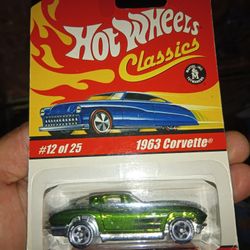 Hot Wheels
Classics
#12 of 25
1963 Corvette®